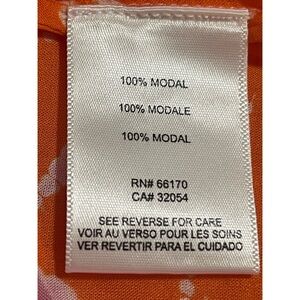 100% MODAL
100% MODALE
100% MODAL
RN# 66170
CA# 32054
SEE REVERSE FOR CARE
VOIR AU VERSO POUR LES SOINS
VER REVERTIR PARA EL CUIDADO